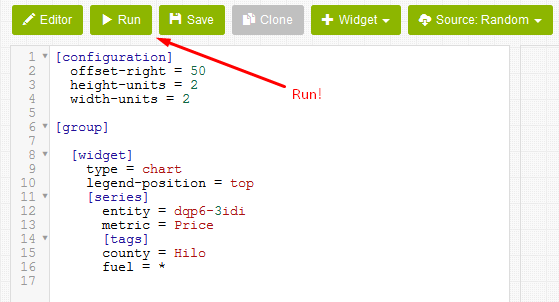 Editor Run Save Clone Widget Source: Random
Run!
1 [configuration]
2 offset-right = 50
3 height-units = 2
4 width-units = 2
5
6 [group]
7
8 [widget]
9 type = chart
10 legend-position = top
11 [series]
12 entity = dqp6-3idi
13 metric = Price
14 [tags]
15 county = Hilo
16 fuel = *
17